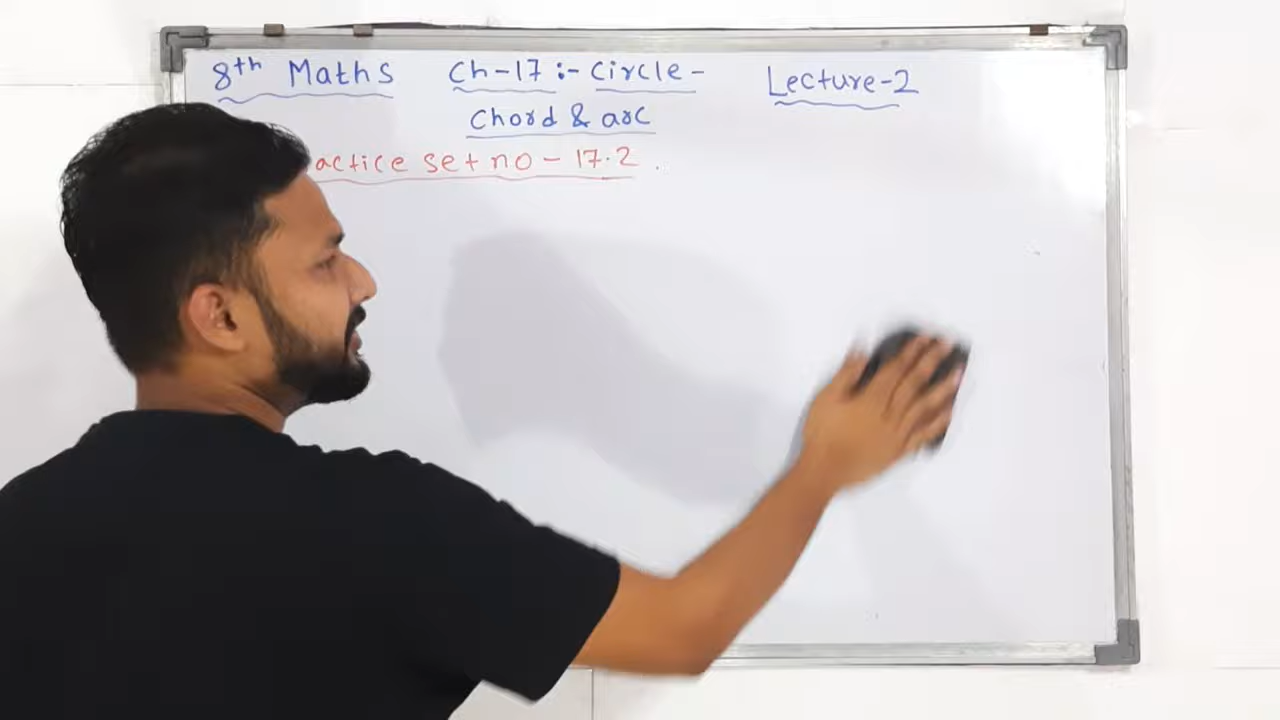 8th Maths Ch-17 :- Circle - Lecture-2
Chord & arc
actice set no - 17.2 .